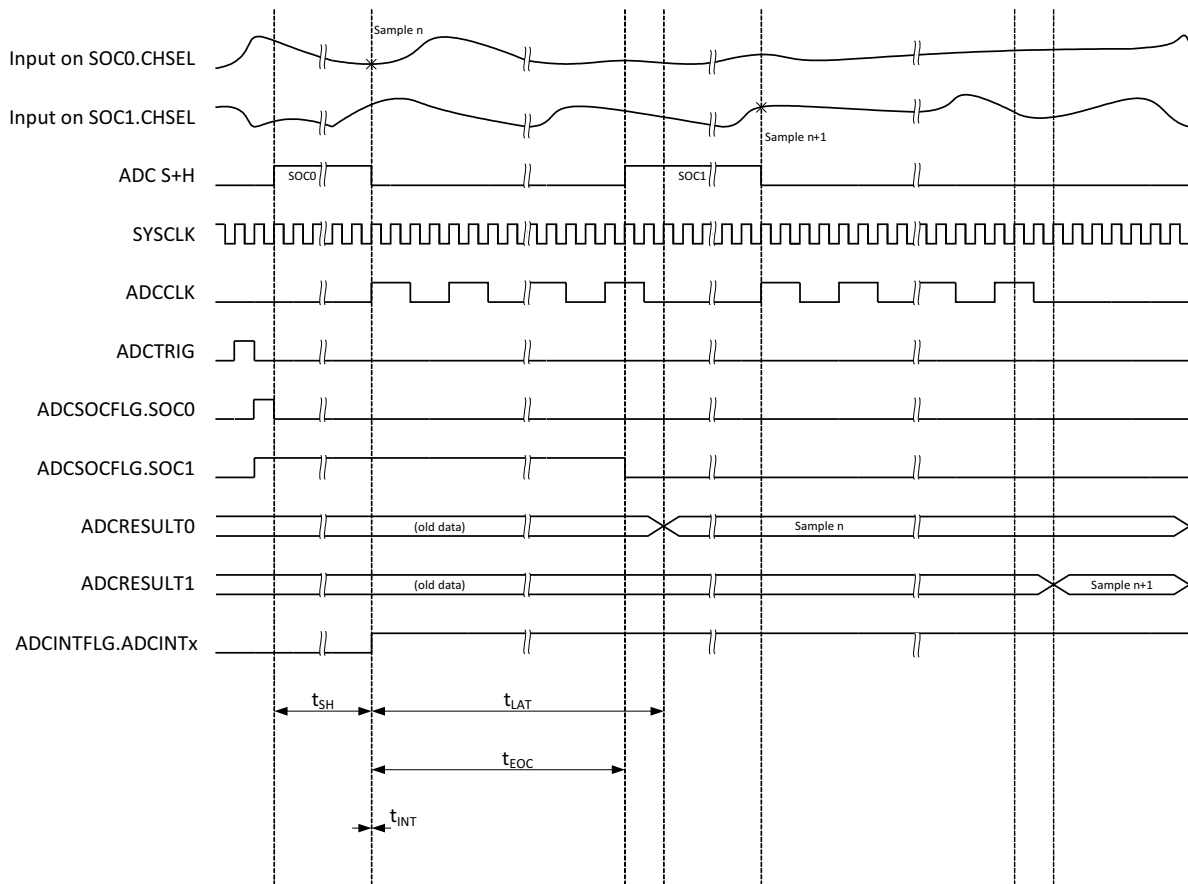 Sample n
Input on SOC0.CHSEL
Input on SOC1.CHSEL
Sample n+1
ADC S+H
SOC0
SOC1
SYSCLK
ADCCLK
ADCTRIG
ADCSOCFLG.SOC0
ADCSOCFLG.SOC1
ADCRESULT0
(old data)
Sample n
ADCRESULT1
(old data)
Sample n+1
ADCINTFLG.ADCINTx
tSH
tLAT
tEOC
tINT